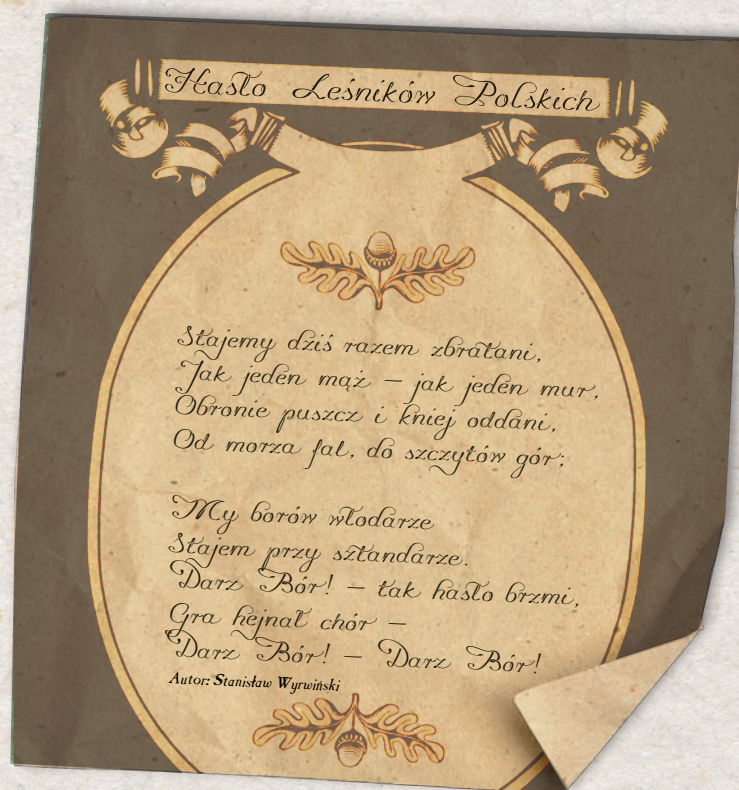 Hasło Leśników Polskich
Stajemy dziś razem zbratani,
Jak jeden mąż – jak jeden mur,
Obronie puszcz i kniej oddani,
Od morza fal, do szczytów gór;
My borów włodarze
Stajem przy sztandarze.
Darz Bór! – tak hasło brzmi,
Gra hejnał chór –
Darz Bór! – Darz Bór!
Autor: Stanisław Wyrwiński